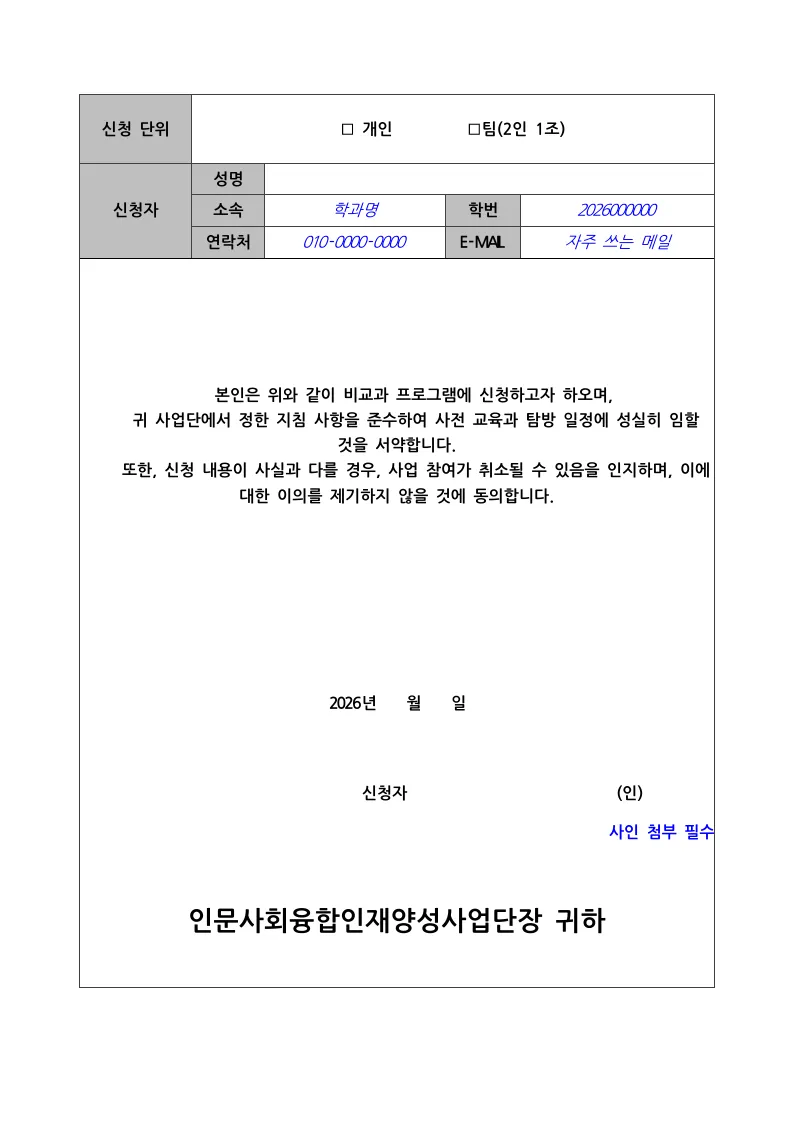 신청 단위 □ 개인 □팀(2인 1조)
신청자 성명
소속 학과명 학번 2026000000
연락처 010-0000-0000 E-MAIL 자주 쓰는 메일
본인은 위와 같이 비교과 프로그램에 신청하고자 하오며,
귀 사업단에서 정한 지침 사항을 준수하여 사전 교육과 탐방 일정에 성실히 임할
것을 서약합니다.
또한, 신청 내용이 사실과 다를 경우, 사업 참여가 취소될 수 있음을 인지하며, 이에
대한 이의를 제기하지 않을 것에 동의합니다.
2026년 월 일
신청자 (인)
사인 첨부 필수
인문사회융합인재양성사업단장 귀하